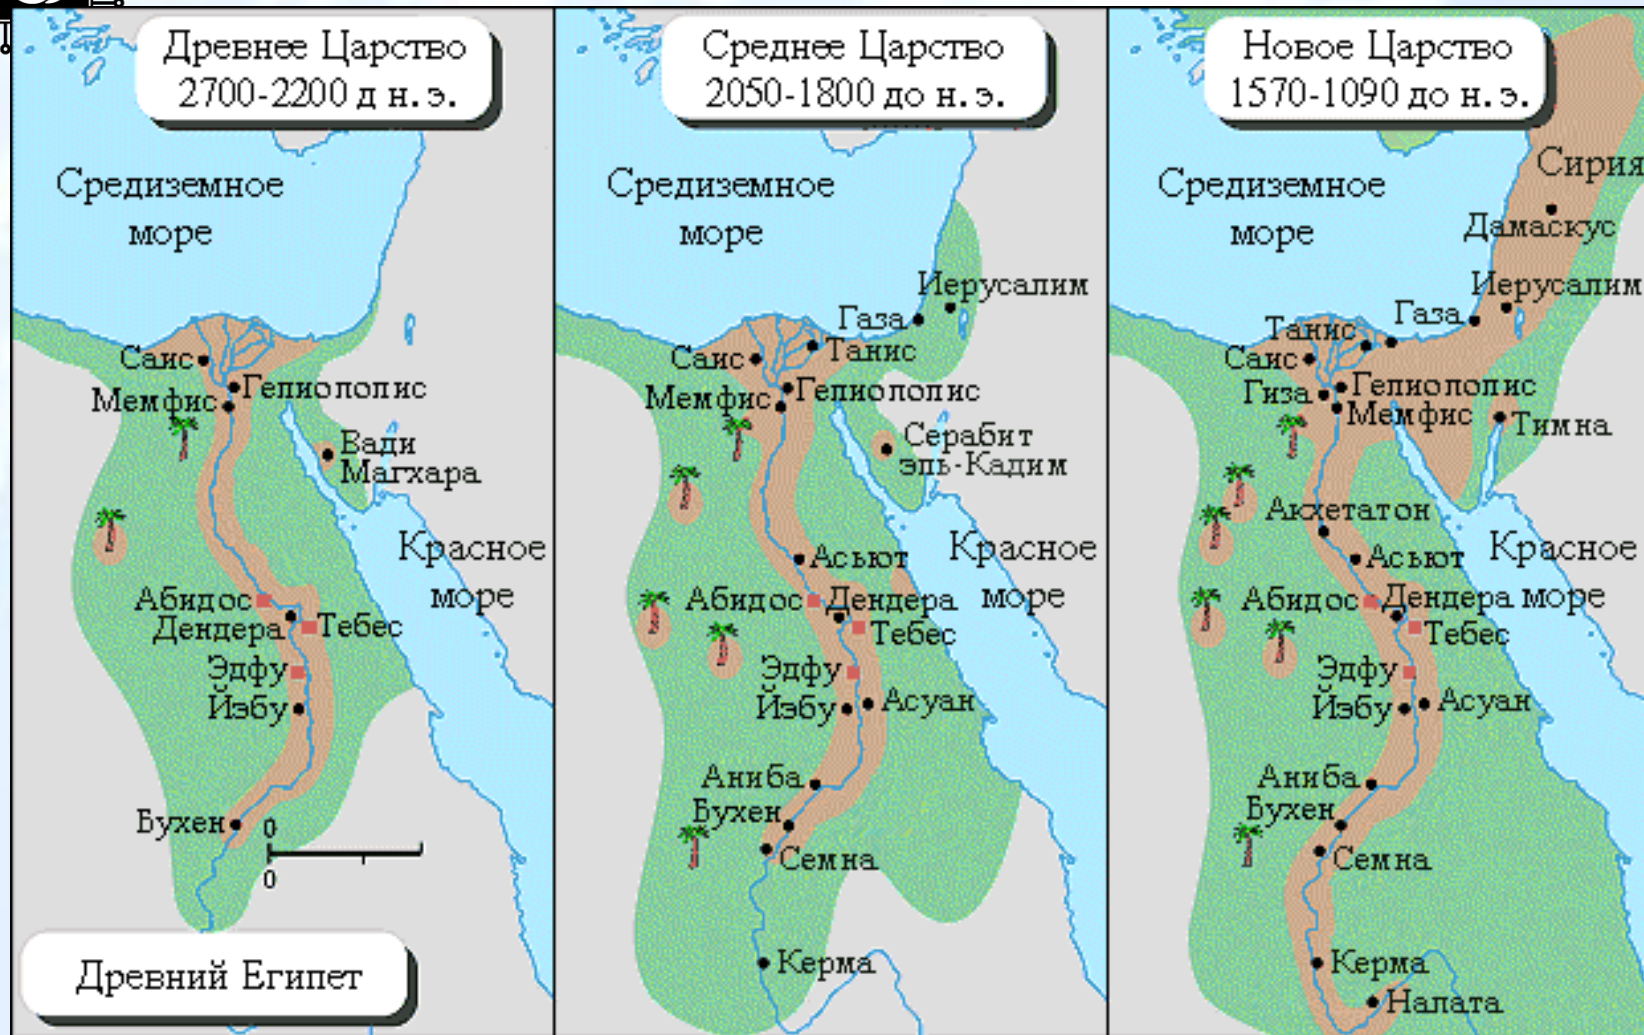 Древнее Царство
2700-2200 д н. э.
Средиземное
море
Саис
Гелиополис
Мемфис
Вади
Магхара
Красное
море
Абидос
Дендера
Тебес
Эдфу
Йэбу
Бухен
0
0
Древний Египет
Среднее Царство
2050-1800 до н. э.
Средиземное
море
Иерусалим
Газа
Танис
Саис
Гелиополис
Мемфис
Серабит
эль-Кадим
Красное
море
Асьют
Абидос
Дендера
Тебес
Эдфу
Йэбу
Асуан
Аниба
Бухен
Семна
Керма
Новое Царство
1570-1090 до н. э.
Сирия
Средиземное
море
Дамаскус
Иерусалим
Газа
Танис
Саис
Гелиополис
Гиза
Мемфис
Тимна
Акхетатон
Красное
море
Асьют
Абидос
Дендера
Тебес
Эдфу
Йэбу
Асуан
Аниба
Бухен
Семна
Керма
Напата